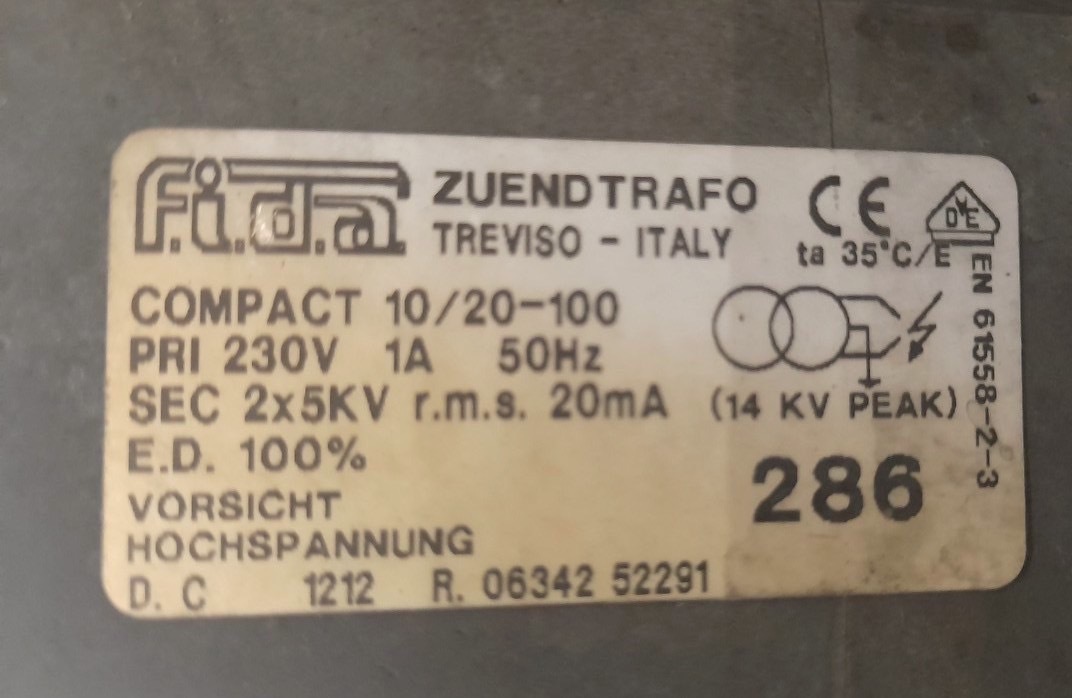 f.i.d.a ZUENDTRAFO
TREVISO - ITALY
CE
ta 35°C/E
DVE
EN 61558-2-3
COMPACT 10/20-100
PRI 230V 1A 50Hz
SEC 2x5KV r.m.s. 20mA (14 KV PEAK)
E.D. 100%
286
VORSICHT
HOCHSPANNUNG
D. C 1212 R. 06342 52291